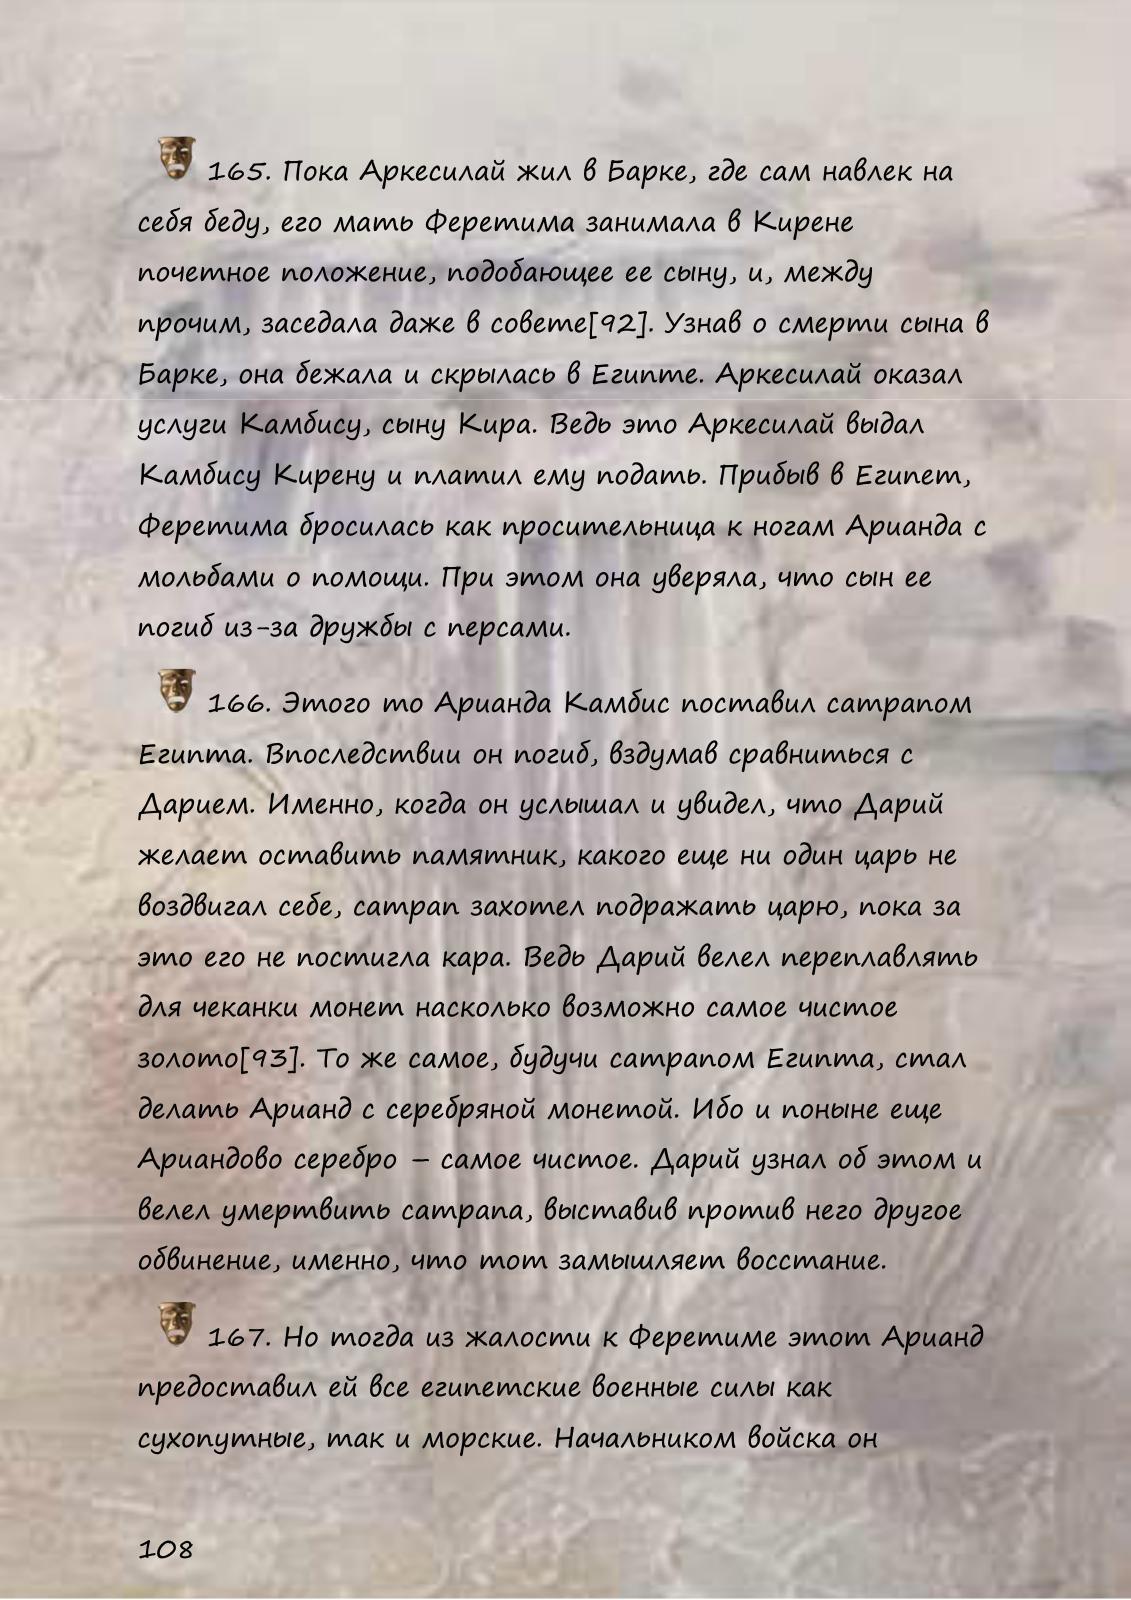 165. Пока Аркесилай жил в Барке, где сам навлек на
себя беду, его мать Феретима занимала в Кирене
почетное положение, подобающее ее сыну, и, между
прочим, заседала даже в совете[92]. Узнав о смерти сына в
Барке, она бежала и скрылась в Египте. Аркесилай оказал
услуги Камбису, сыну Кира. Ведь это Аркесилай выдал
Камбису Кирену и платил ему подать. Прибыв в Египет,
Феретима бросилась как просительница к ногам Арианда с
мольбами о помощи. При этом она уверяла, что сын ее
погиб из-за дружбы с персами.
166. Этого то Арианда Камбис поставил сатрапом
Египта. Впоследствии он погиб, вздумав сравниться с
Дарием. Именно, когда он услышал и увидел, что Дарий
желает оставить памятник, какого еще ни один царь не
воздвигал себе, сатрап захотел подражать царю, пока за
это его не постигла кара. Ведь Дарий велел переплавлять
для чеканки монет насколько возможно самое чистое
золото[93]. То же самое, будучи сатрапом Египта, стал
делать Арианд с серебряной монетой. Ибо и поныне еще
Ариандово серебро – самое чистое. Дарий узнал об этом и
велел умертвить сатрапа, выставив против него другое
обвинение, именно, что тот замышляет восстание.
167. Но тогда из жалости к Феретиме этот Арианд
предоставил ей все египетские военные силы как
сухопутные, так и морские. Начальником войска он
108